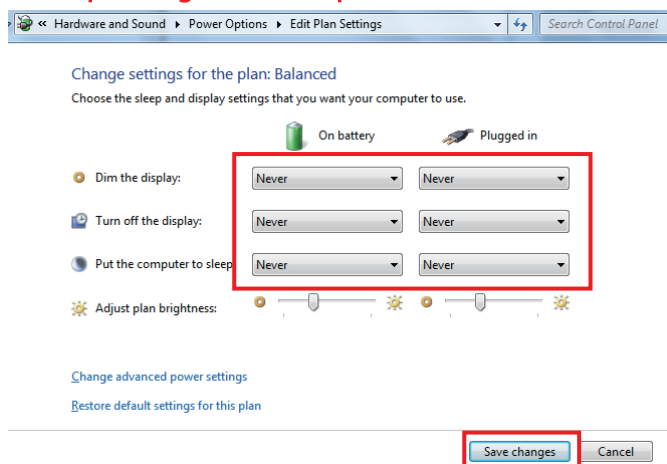 « Hardware and Sound ▸ Power Options ▸ Edit Plan Settings Search Control Panel
Change settings for the plan: Balanced
Choose the sleep and display settings that you want your computer to use.
On battery Plugged in
Dim the display: Never Never
Turn off the display: Never Never
Put the computer to sleep Never Never
Adjust plan brightness:
Change advanced power settings
Restore default settings for this plan
Save changes Cancel